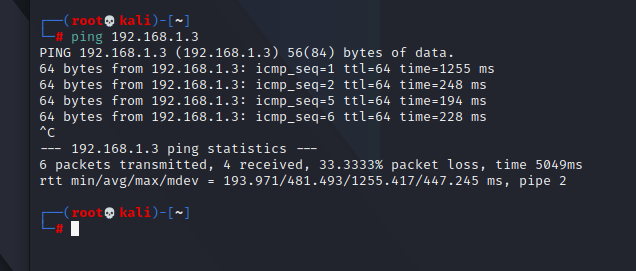 ┌──(root💀kali)-[~]
└─# ping 192.168.1.3
PING 192.168.1.3 (192.168.1.3) 56(84) bytes of data.
64 bytes from 192.168.1.3: icmp_seq=1 ttl=64 time=1255 ms
64 bytes from 192.168.1.3: icmp_seq=2 ttl=64 time=248 ms
64 bytes from 192.168.1.3: icmp_seq=5 ttl=64 time=194 ms
64 bytes from 192.168.1.3: icmp_seq=6 ttl=64 time=228 ms
^C
--- 192.168.1.3 ping statistics ---
6 packets transmitted, 4 received, 33.3333% packet loss, time 5049ms
rtt min/avg/max/mdev = 193.971/481.493/1255.417/447.245 ms, pipe 2
┌──(root💀kali)-[~]
└─#